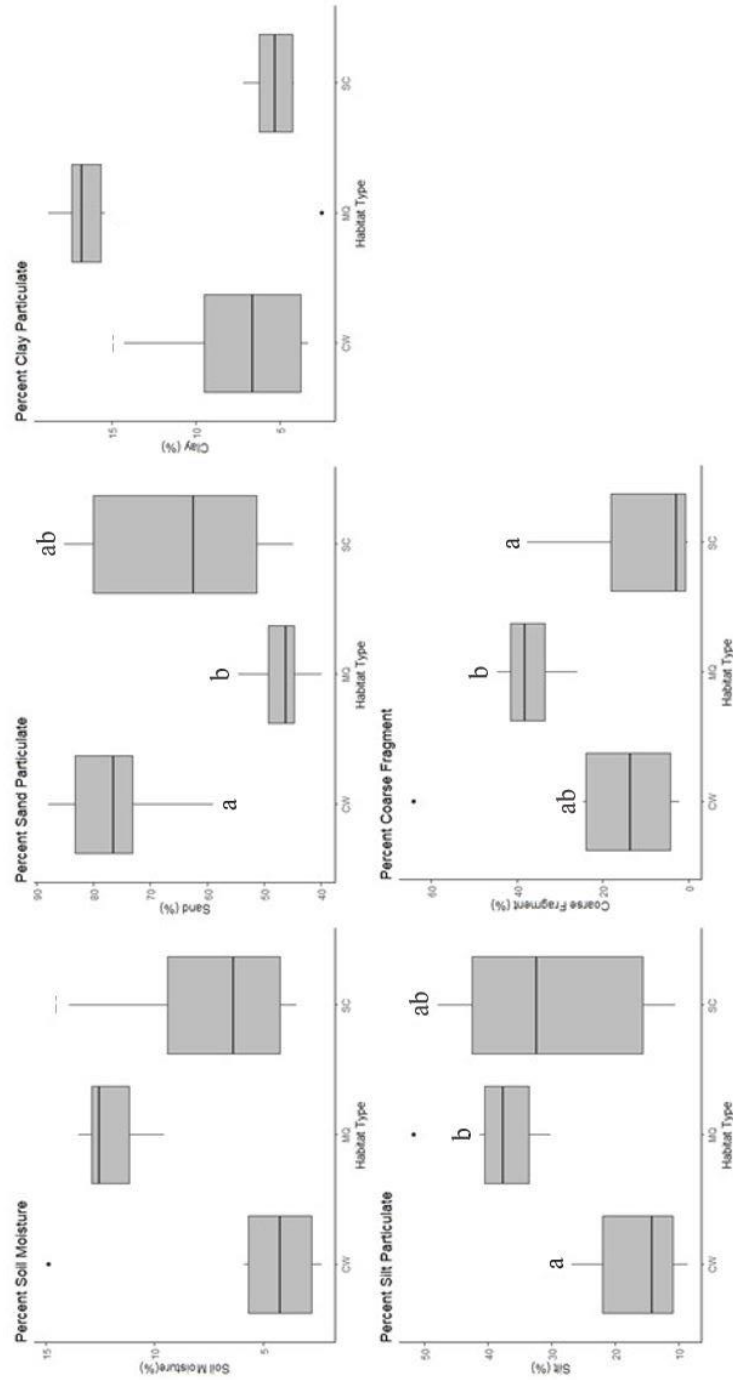 Percent Soil Moisture
Soil Moisture(%)
15
10
5
CW
MQ
SC
Habitat Type
Percent Sand Particulate
Sand (%)
90
80
70
60
50
40
a
b
ab
CW
MQ
SC
Habitat Type
Percent Clay Particulate
Clay (%)
15
10
5
CW
MQ
SC
Habitat Type
Percent Silt Particulate
Silt (%)
50
40
30
20
10
a
b
ab
CW
MQ
SC
Habitat Type
Percent Coarse Fragment
Coarse Fragment (%)
60
40
20
0
ab
b
a
CW
MQ
SC
Habitat Type